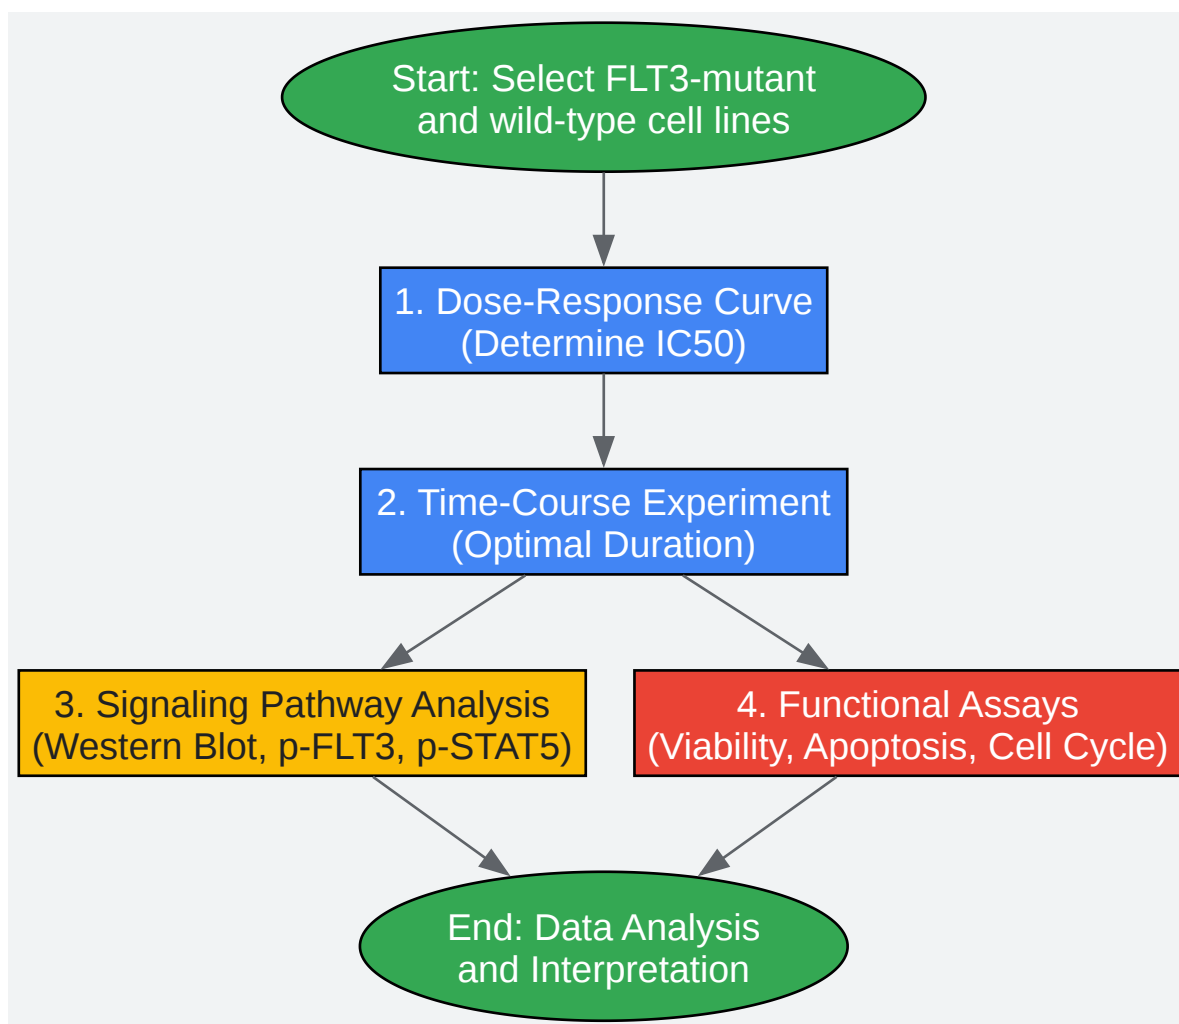 Start: Select FLT3-mutant
and wild-type cell lines
1. Dose-Response Curve
(Determine IC50)
2. Time-Course Experiment
(Optimal Duration)
3. Signaling Pathway Analysis
(Western Blot, p-FLT3, p-STAT5)
4. Functional Assays
(Viability, Apoptosis, Cell Cycle)
End: Data Analysis
and Interpretation